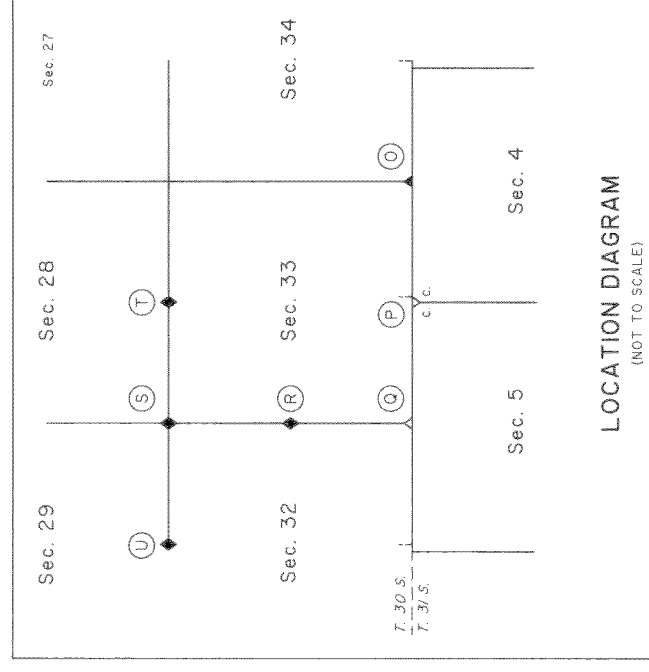 Sec. 29
Sec. 28
Sec. 27
U
S
T
Sec. 32
R
Sec. 33
Sec. 34
Q
P
O
T. 30 S.
T. 31 S.
C. C.
Sec. 5
Sec. 4
LOCATION DIAGRAM
(NOT TO SCALE)